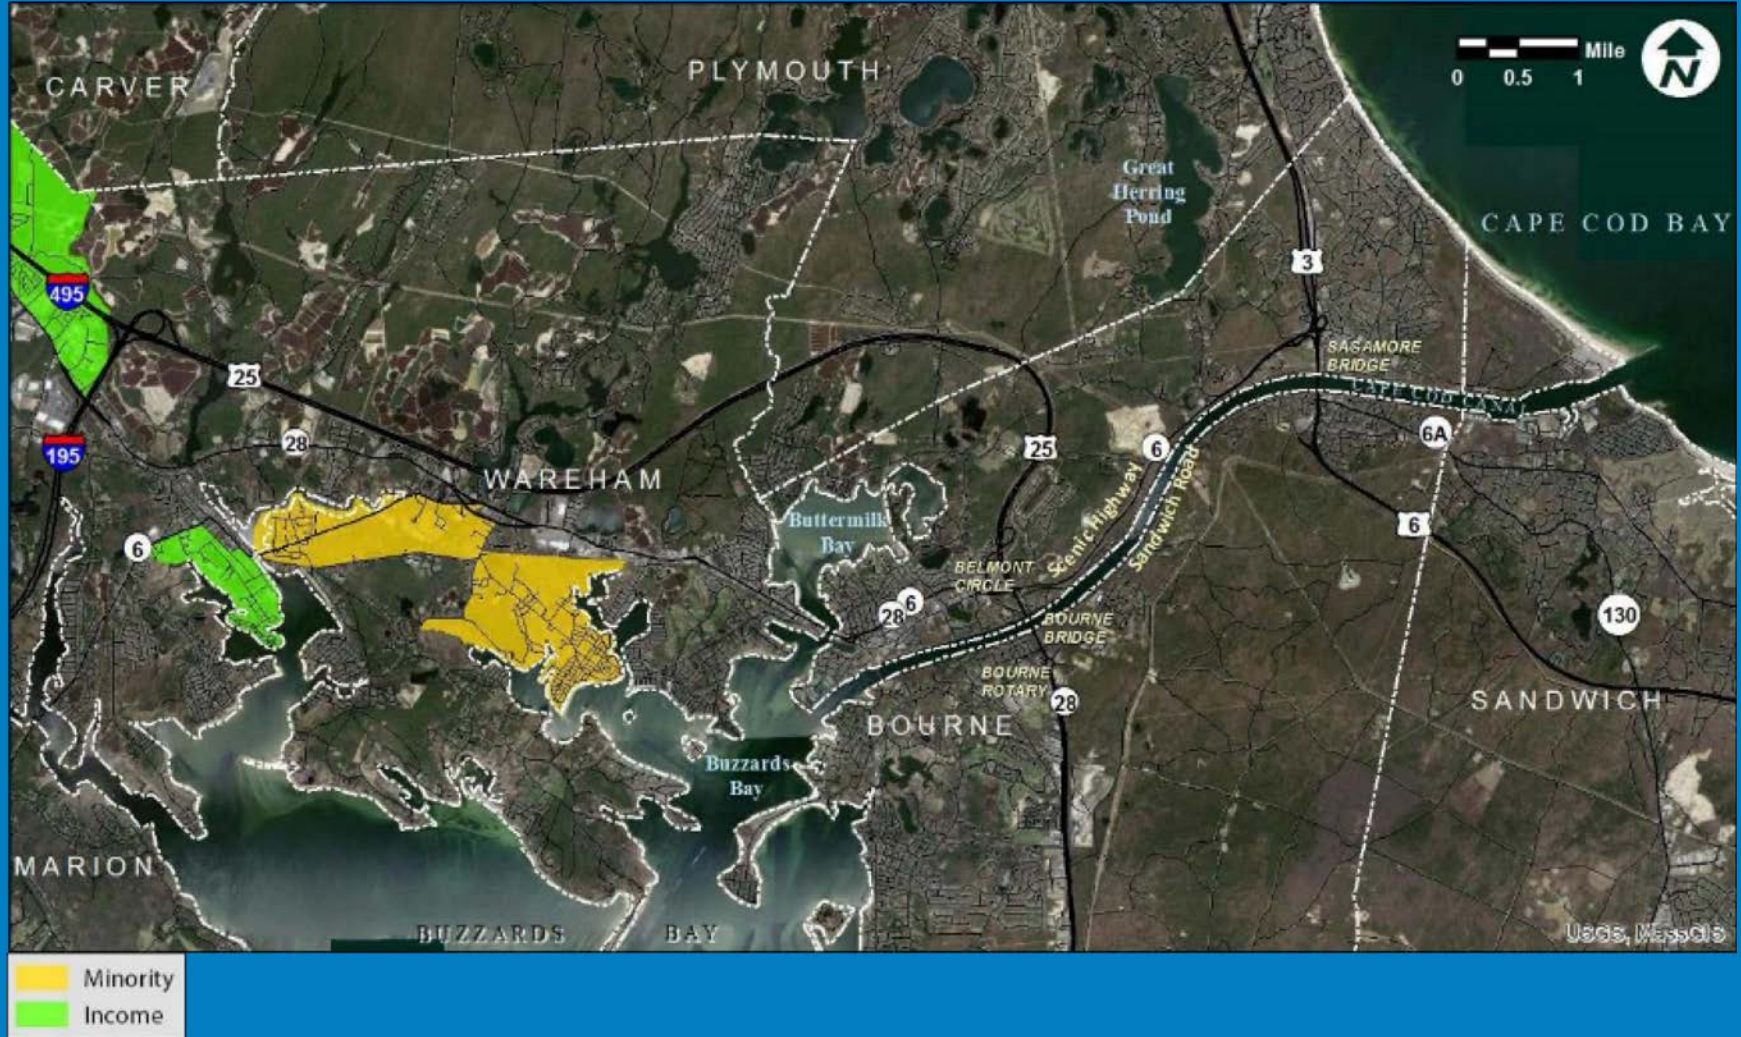 CARVER
PLYMOUTH
Mile
0 0.5 1
N
Great
Herring
Pond
CAPE COD BAY
3
495
25
SAGAMORE
BRIDGE
CAPE COD CANAL
28
195
WAREHAM
25
6
6A
Scenic Highway
Sandwich Road
Buttermilk
Bay
6
6
BELMONT
CIRCLE
28
6
BOURNE
BRIDGE
130
BOURNE
ROTARY
28
BOURNE
SANDWICH
Buzzards
Bay
MARION
BUZZARDS BAY
USGS, MassGIS
Minority
Income